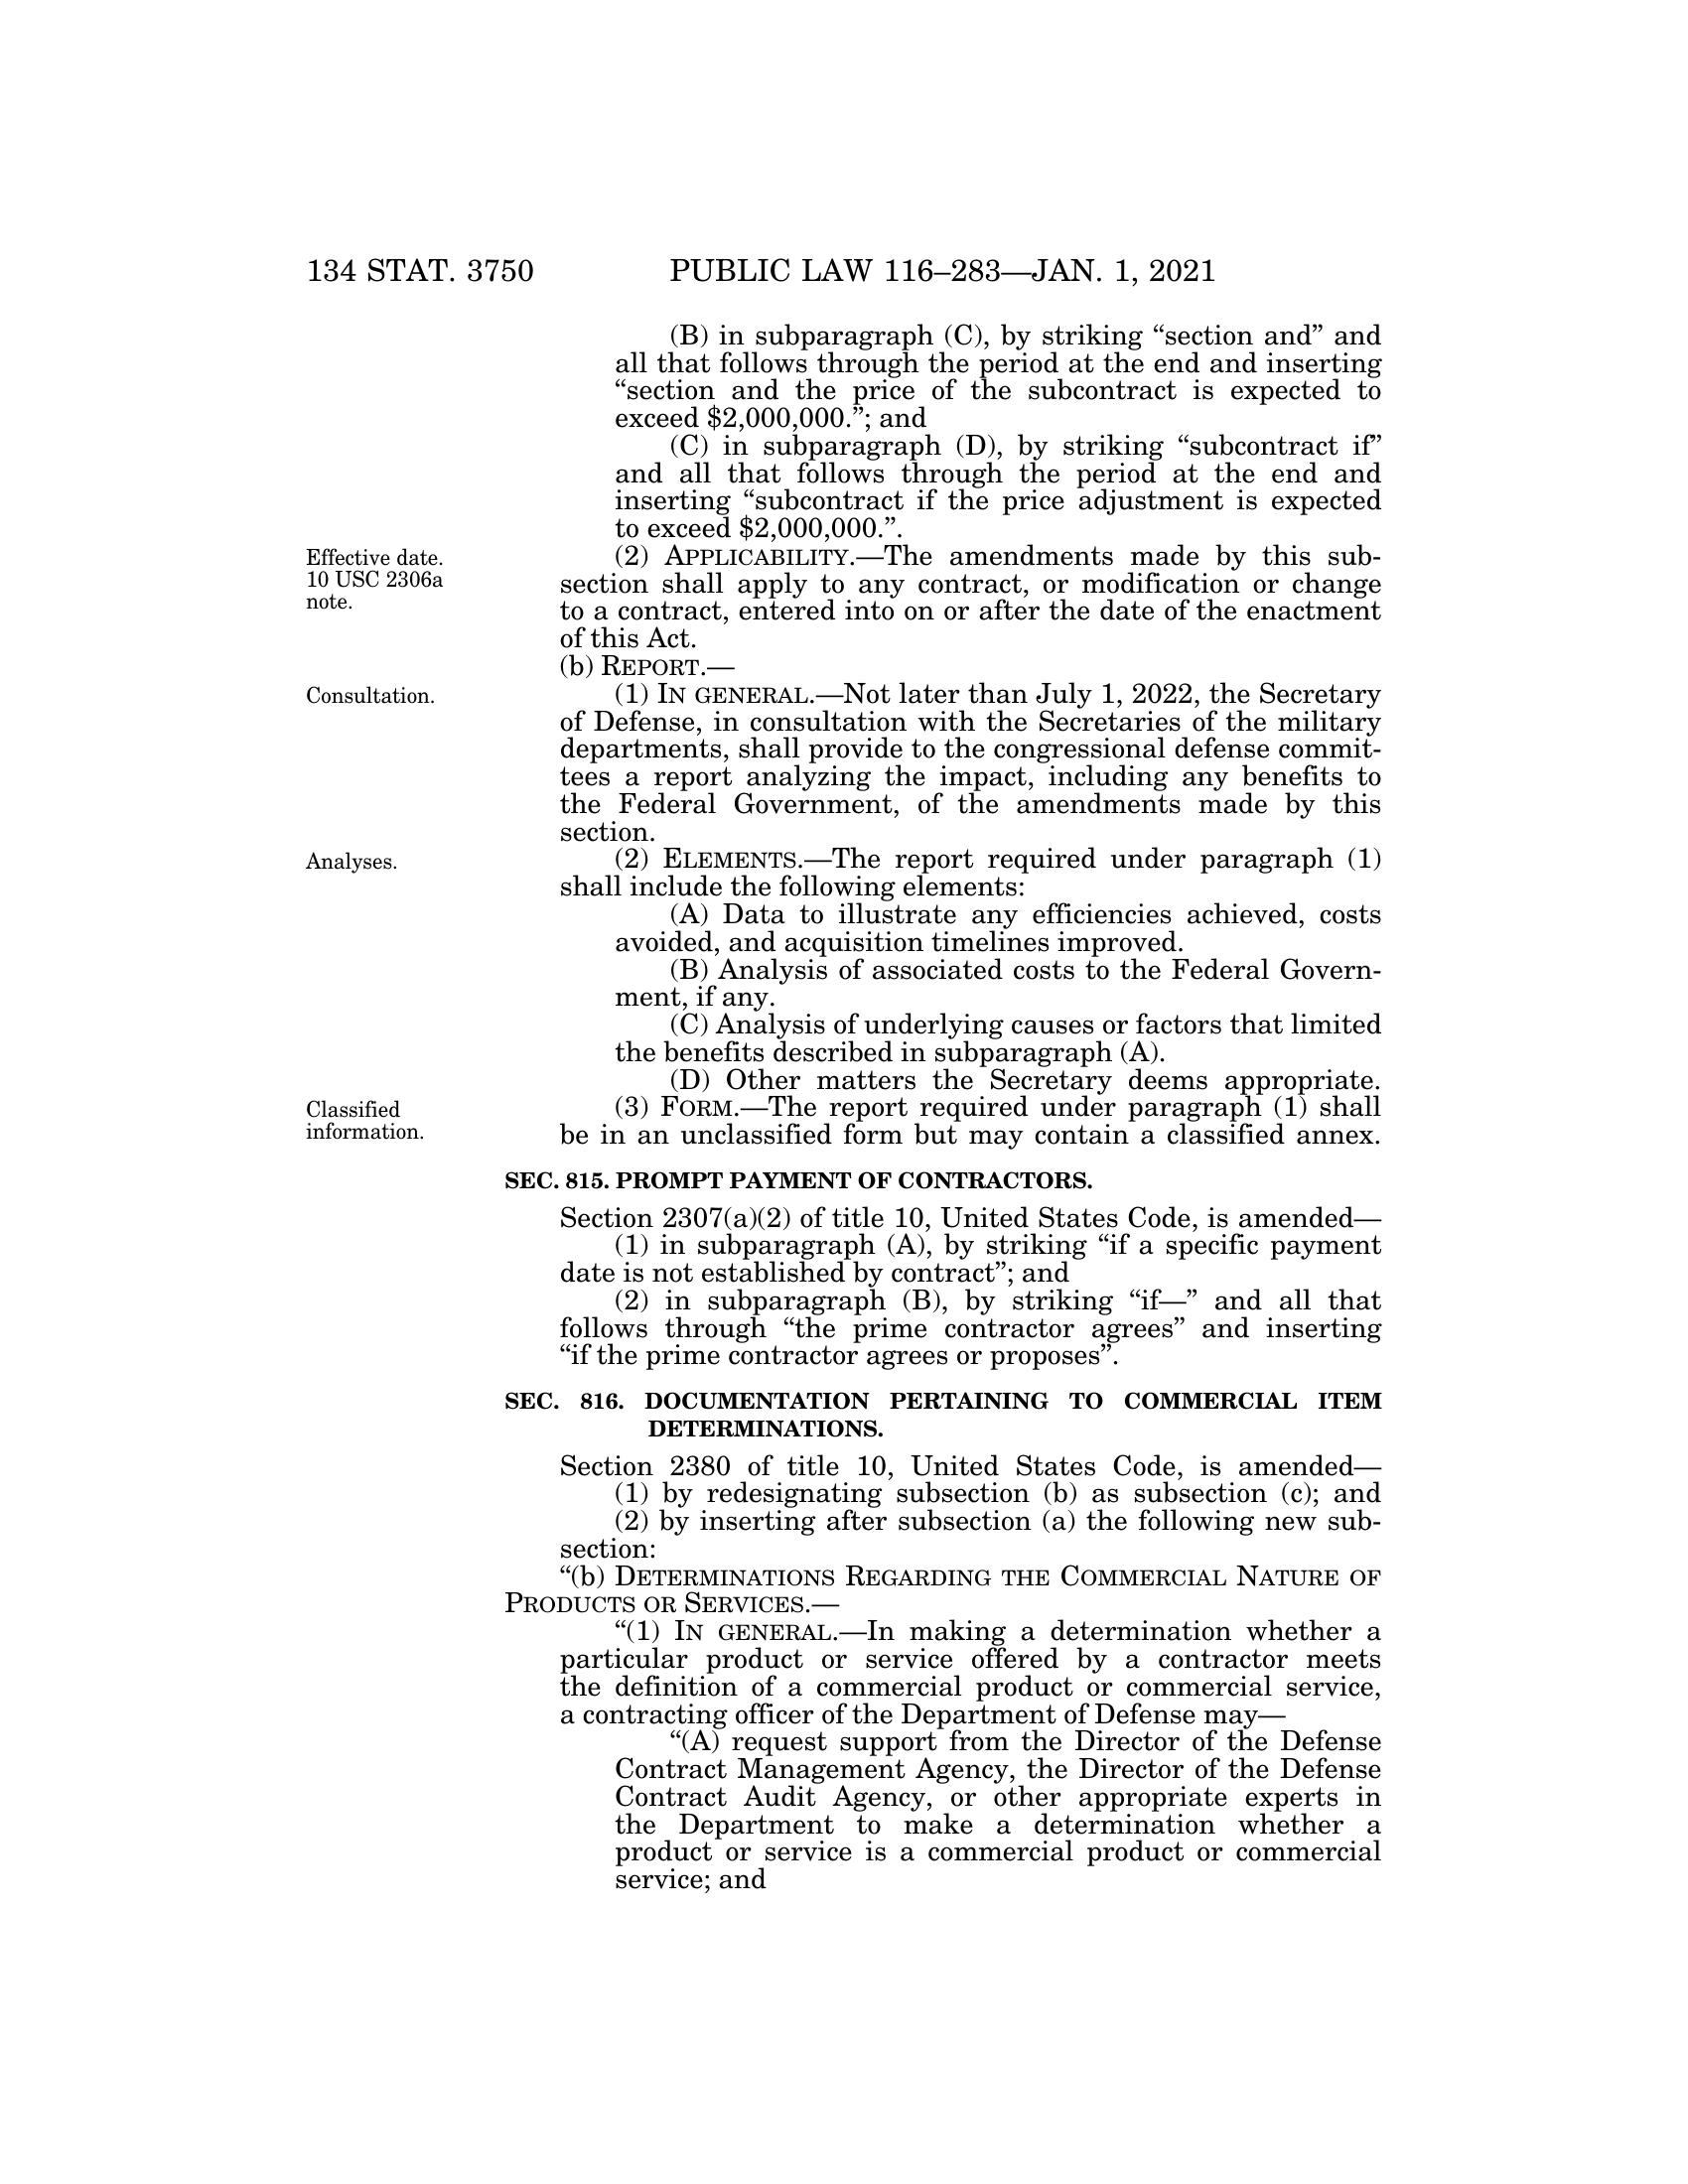 134 STAT. 3750 PUBLIC LAW 116–283—JAN. 1, 2021
(B) in subparagraph (C), by striking “section and” and
all that follows through the period at the end and inserting
“section and the price of the subcontract is expected to
exceed $2,000,000.”; and
(C) in subparagraph (D), by striking “subcontract if”
and all that follows through the period at the end and
inserting “subcontract if the price adjustment is expected
to exceed $2,000,000.”.
Effective date.
10 USC 2306a
note.
(2) APPLICABILITY.—The amendments made by this sub-
section shall apply to any contract, or modification or change
to a contract, entered into on or after the date of the enactment
of this Act.
(b) REPORT.—
Consultation.
(1) IN GENERAL.—Not later than July 1, 2022, the Secretary
of Defense, in consultation with the Secretaries of the military
departments, shall provide to the congressional defense commit-
tees a report analyzing the impact, including any benefits to
the Federal Government, of the amendments made by this
section.
Analyses.
(2) ELEMENTS.—The report required under paragraph (1)
shall include the following elements:
(A) Data to illustrate any efficiencies achieved, costs
avoided, and acquisition timelines improved.
(B) Analysis of associated costs to the Federal Govern-
ment, if any.
(C) Analysis of underlying causes or factors that limited
the benefits described in subparagraph (A).
(D) Other matters the Secretary deems appropriate.
Classified
information.
(3) FORM.—The report required under paragraph (1) shall
be in an unclassified form but may contain a classified annex.
SEC. 815. PROMPT PAYMENT OF CONTRACTORS.
Section 2307(a)(2) of title 10, United States Code, is amended—
(1) in subparagraph (A), by striking “if a specific payment
date is not established by contract”; and
(2) in subparagraph (B), by striking “if—” and all that
follows through “the prime contractor agrees” and inserting
“if the prime contractor agrees or proposes”.
SEC. 816. DOCUMENTATION PERTAINING TO COMMERCIAL ITEM
DETERMINATIONS.
Section 2380 of title 10, United States Code, is amended—
(1) by redesignating subsection (b) as subsection (c); and
(2) by inserting after subsection (a) the following new sub-
section:
“(b) DETERMINATIONS REGARDING THE COMMERCIAL NATURE OF
PRODUCTS OR SERVICES.—
“(1) IN GENERAL.—In making a determination whether a
particular product or service offered by a contractor meets
the definition of a commercial product or commercial service,
a contracting officer of the Department of Defense may—
“(A) request support from the Director of the Defense
Contract Management Agency, the Director of the Defense
Contract Audit Agency, or other appropriate experts in
the Department to make a determination whether a
product or service is a commercial product or commercial
service; and